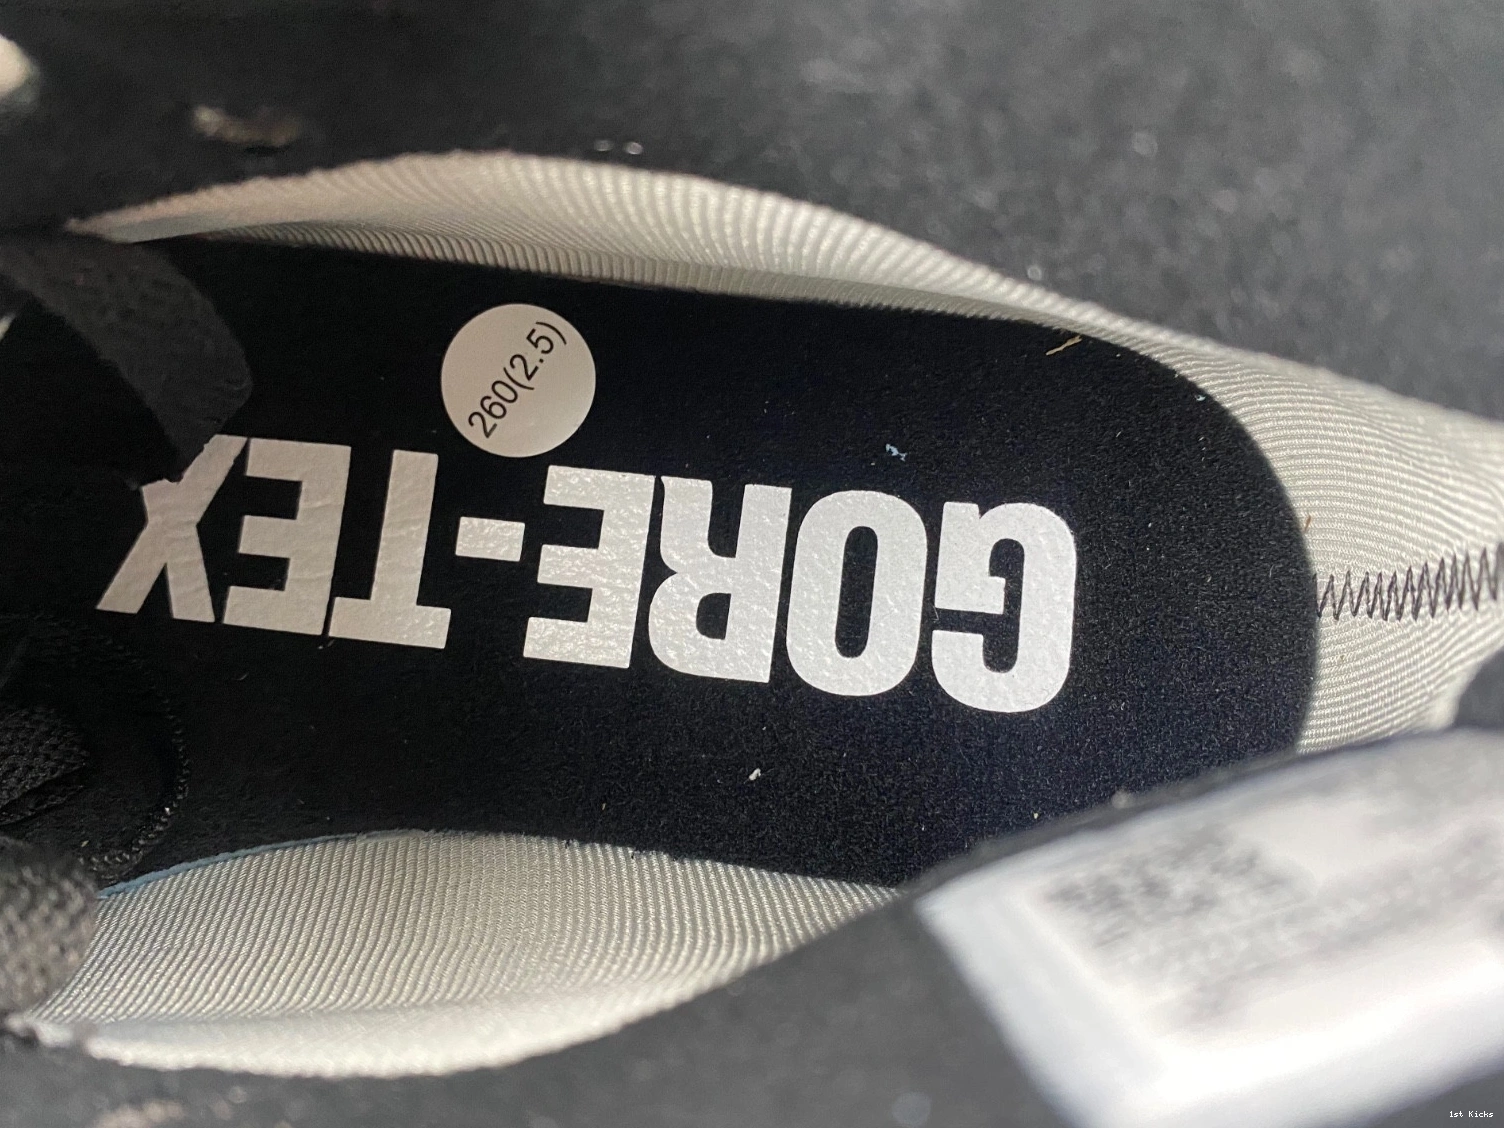 260(2.5)
GORE-TEX
1st Kicks